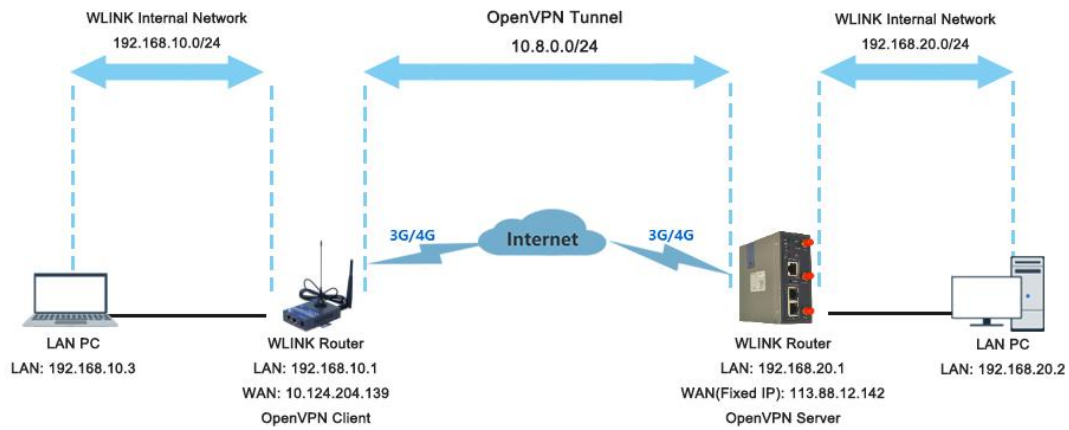 WLINK Internal Network
192.168.10.0/24
OpenVPN Tunnel
10.8.0.0/24
WLINK Internal Network
192.168.20.0/24
3G/4G
Internet
3G/4G
LAN PC
LAN: 192.168.10.3
WLINK Router
LAN: 192.168.10.1
WAN: 10.124.204.139
OpenVPN Client
WLINK Router
LAN: 192.168.20.1
WAN(Fixed IP): 113.88.12.142
OpenVPN Server
LAN PC
LAN: 192.168.20.2